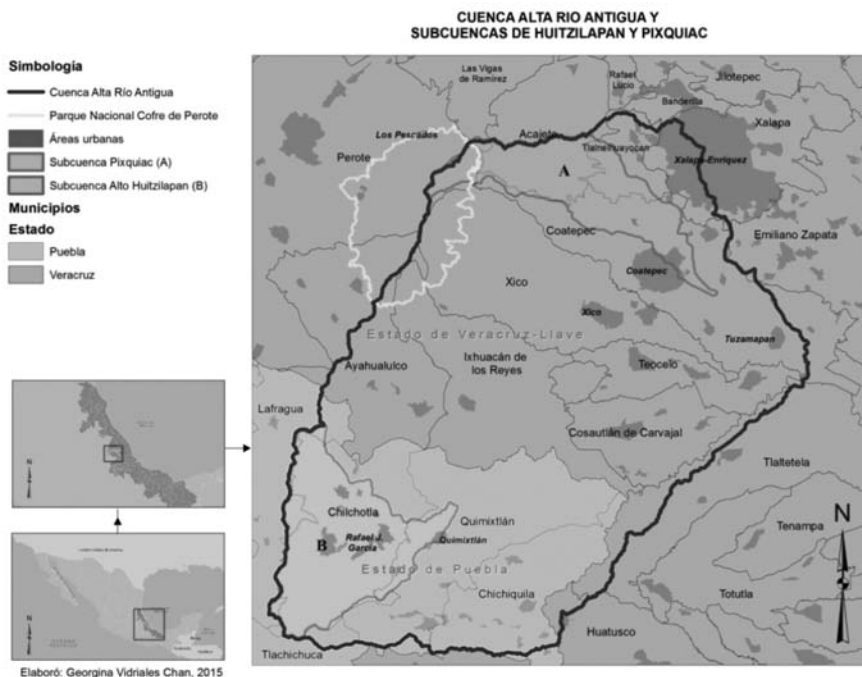 CUENCA ALTA RIO ANTIGUA Y
SUBCUENCAS DE HUITZILAPAN Y PIXQUIAC
Simbología
Cuenca Alta Río Antigua
Parque Nacional Cofre de Perote
Áreas urbanas
Subcuenca Pixquiac (A)
Subcuenca Alto Huitzilapan (B)
Municipios
Estado
Puebla
Veracruz
Las Vigas
de Ramírez
Rafael
Lucio
Jilotepec
Banderilla
Los Pescados
Acajete
Xalapa
Perote
Tlalnelhuayocan
Xalapa-Enríquez
A
Coatepec
Emiliano Zapata
Coatepec
Xico
Xico
Estado de Veracruz-Llave
Tuzamapan
Ayahualulco
Ixhuacán de
los Reyes
Teocelo
Lafragua
Cosautlán de Carvajal
Tlaltetela
Chilchotla
Quimixtlán
Tenampa
B
Rafael J.
García
Quimixtlán
Estado de Puebla
Chichiquila
Totutla
Huatusco
Tlachichuca
N
N
N
Elaboró: Georgina Vidriales Chan, 2015